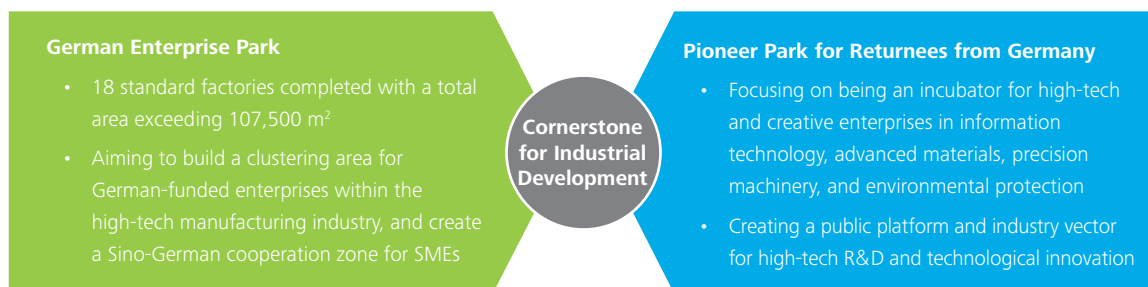 German Enterprise Park
• 18 standard factories completed with a total
area exceeding 107,500 m²
• Aiming to build a clustering area for
German-funded enterprises within the
high-tech manufacturing industry, and create
a Sino-German cooperation zone for SMEs
Cornerstone
for Industrial
Development
Pioneer Park for Returnees from Germany
• Focusing on being an incubator for high-tech
and creative enterprises in information
technology, advanced materials, precision
machinery, and environmental protection
• Creating a public platform and industry vector
for high-tech R&D and technological innovation